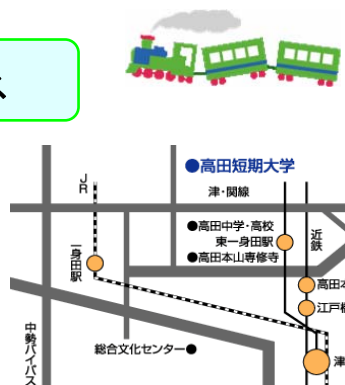 ス
●高田短期大学
JR
津・関線
●高田中学・高校
東一身田駅
●高田本山専修寺
近鉄
一身田駅
高田本
江戸橋
総合文化センター●
津
中勢バイパス